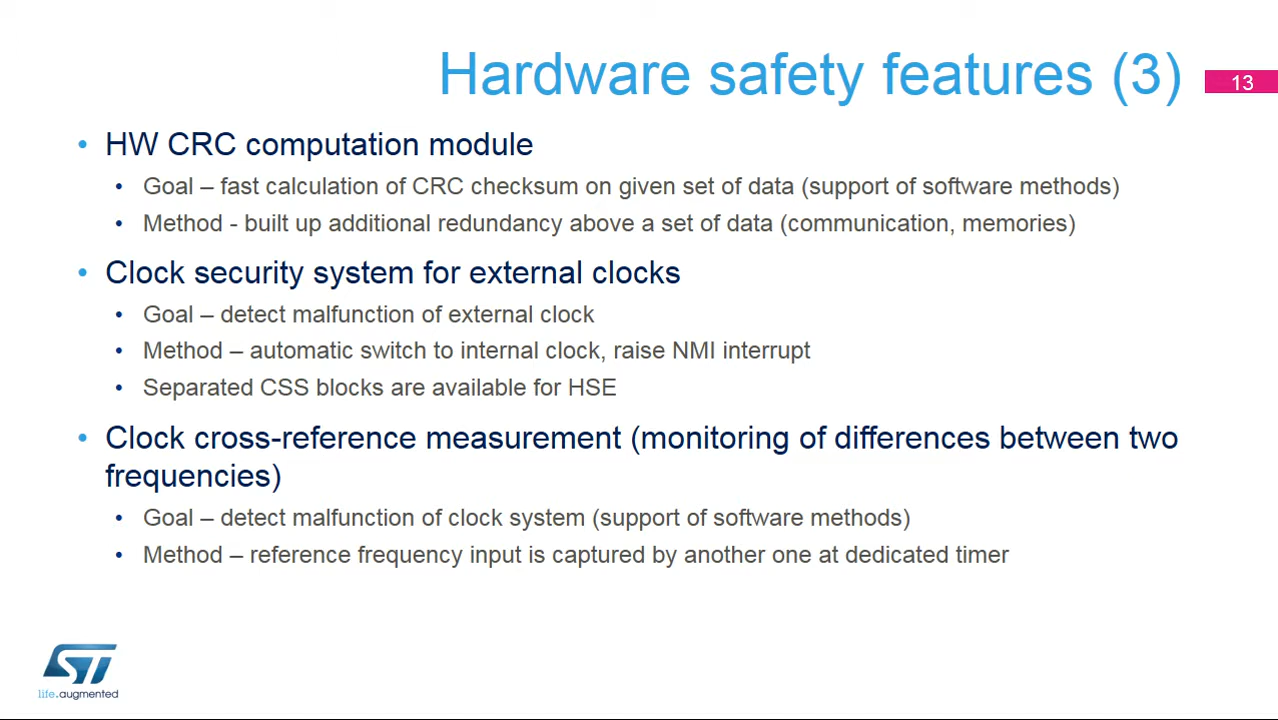 Hardware safety features (3)
13
• HW CRC computation module
• Goal – fast calculation of CRC checksum on given set of data (support of software methods)
• Method - built up additional redundancy above a set of data (communication, memories)
• Clock security system for external clocks
• Goal – detect malfunction of external clock
• Method – automatic switch to internal clock, raise NMI interrupt
• Separated CSS blocks are available for HSE
• Clock cross-reference measurement (monitoring of differences between two
frequencies)
• Goal – detect malfunction of clock system (support of software methods)
• Method – reference frequency input is captured by another one at dedicated timer
ST
life.augmented